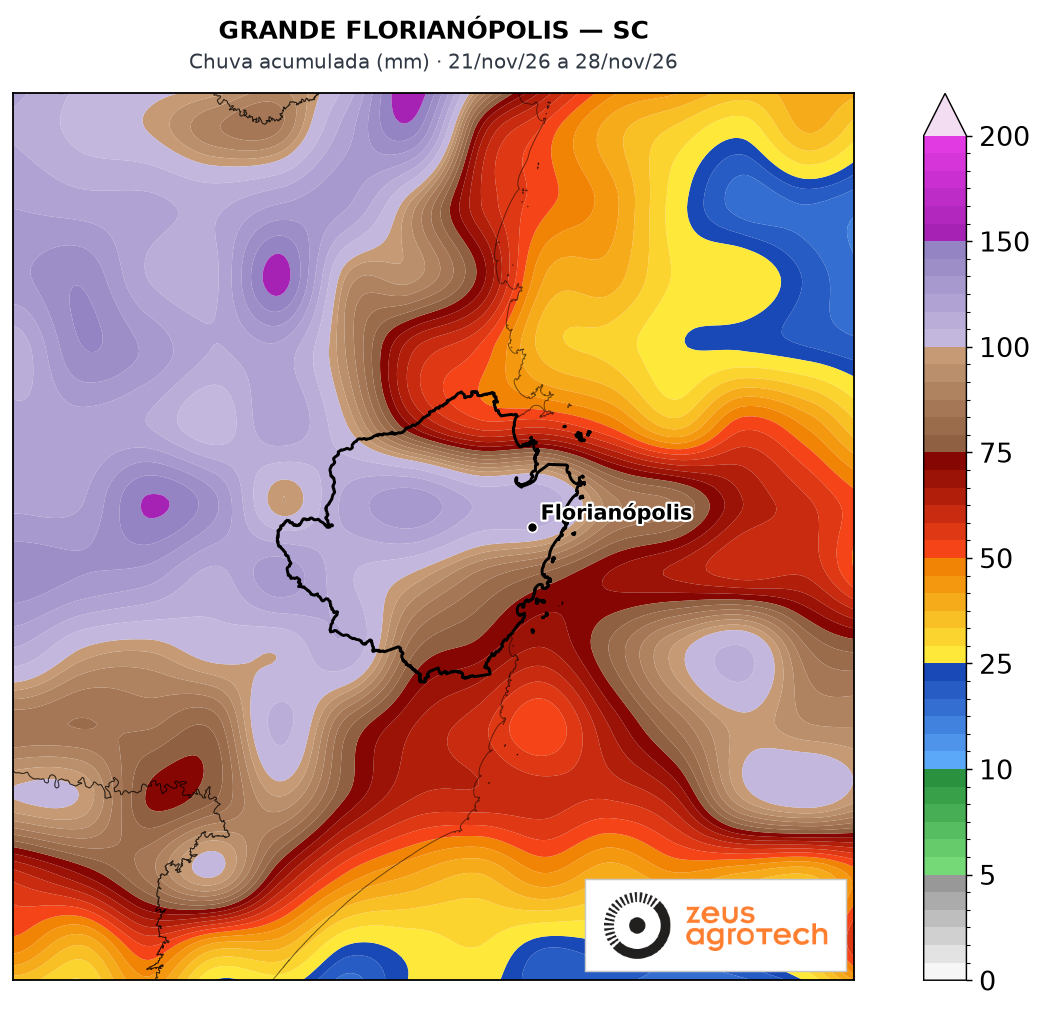 GRANDE FLORIANÓPOLIS — SC
Chuva acumulada (mm) · 21/nov/26 a 28/nov/26
200
150
100
75
50
25
10
5
0
Florianópolis
zeus
agrotech